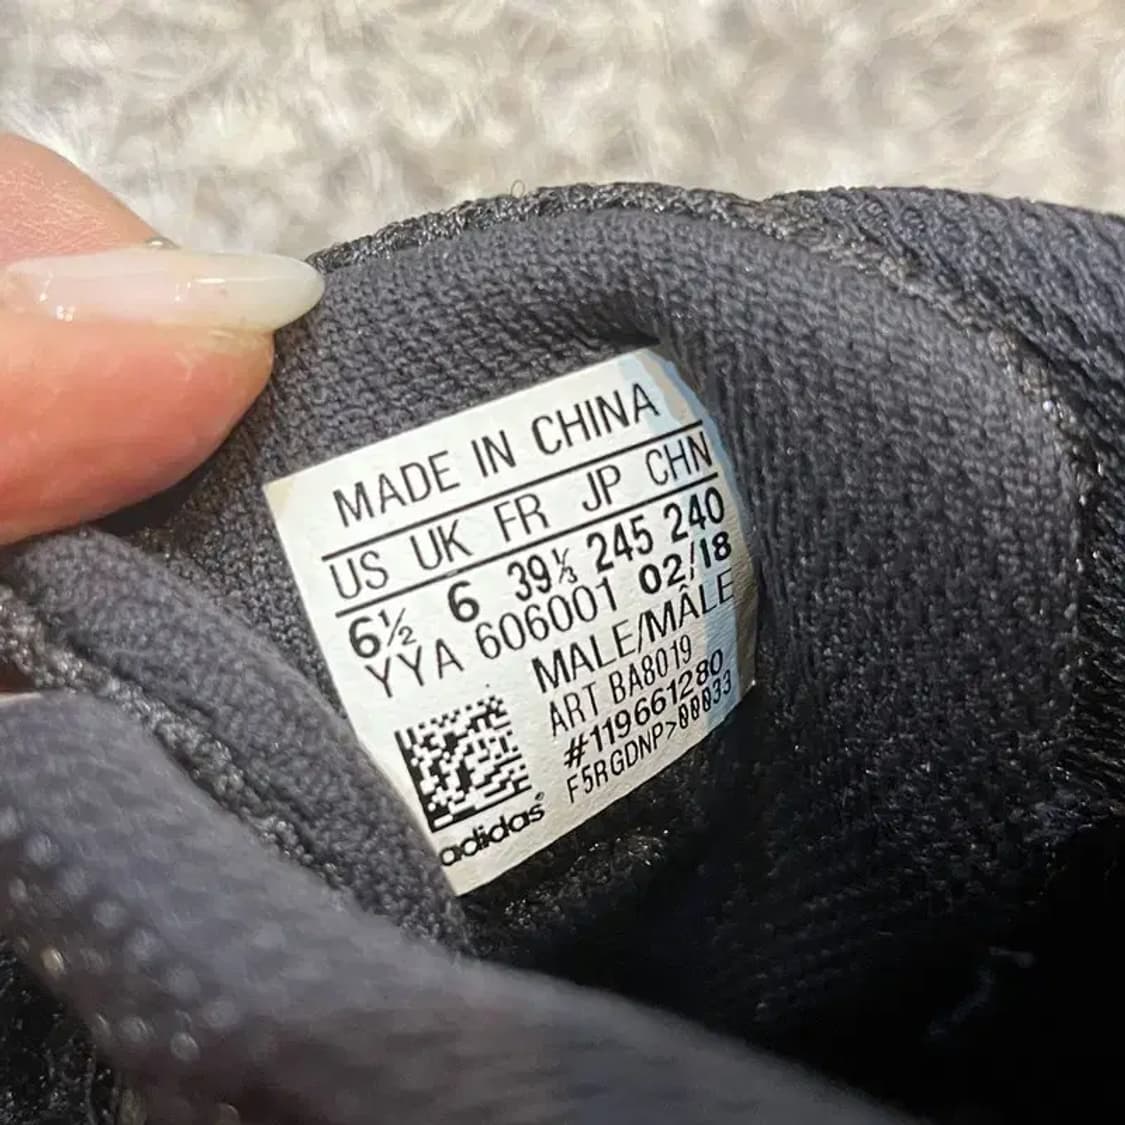 MADE IN CHINA
US UK FR JP CHN
6½ 6 39⅓ 245 240
YYA 606001 02/18
MALE/MÂLE
ART BA8019
#119661280
F5RGDNP>00033
adidas®